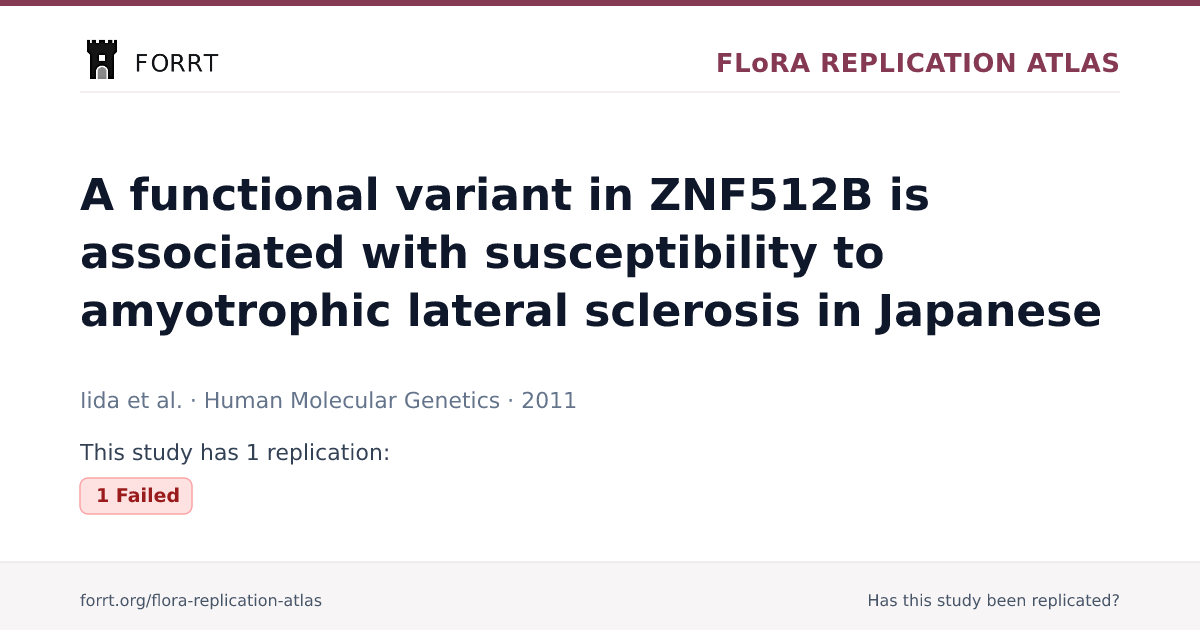 FORRT
FLoRA REPLICATION ATLAS
A functional variant in ZNF512B is
associated with susceptibility to
amyotrophic lateral sclerosis in Japanese
Iida et al. · Human Molecular Genetics · 2011
This study has 1 replication:
1 Failed
forrt.org/flora-replication-atlas
Has this study been replicated?